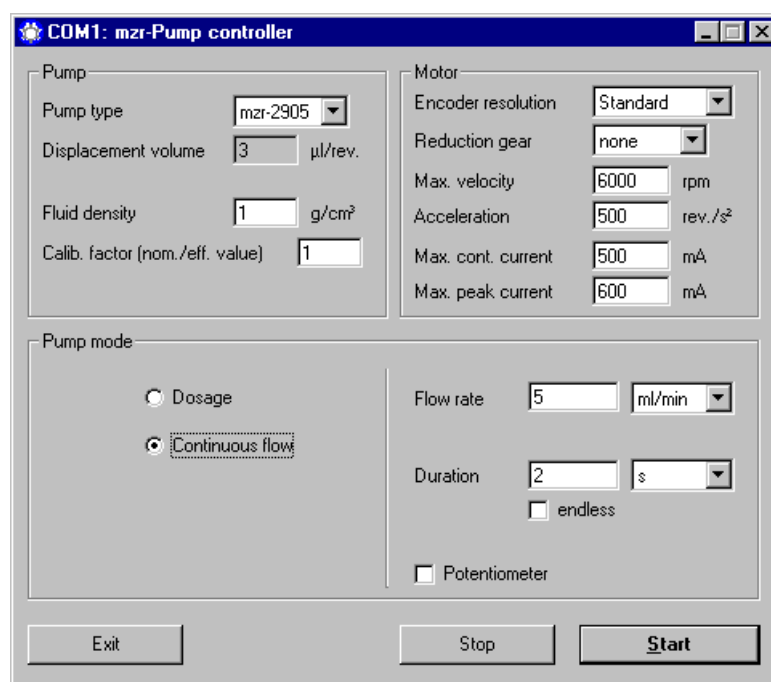 COM1: mzr-Pump controller
Pump
Pump type mzr-2905
Displacement volume 3 µl/rev.
Fluid density 1 g/cm³
Calib. factor (nom./eff. value) 1
Motor
Encoder resolution Standard
Reduction gear none
Max. velocity 6000 rpm
Acceleration 500 rev./s²
Max. cont. current 500 mA
Max. peak current 600 mA
Pump mode
Dosage
Continuous flow
Flow rate 5 ml/min
Duration 2 s
endless
Potentiometer
Exit Stop Start